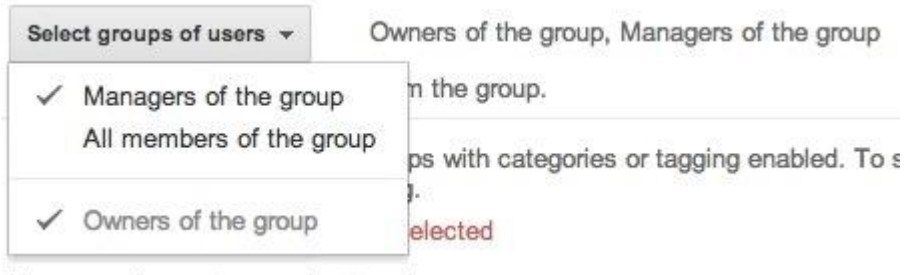 Select groups of users
Owners of the group, Managers of the group
Managers of the group
m the group.
All members of the group
ps with categories or tagging enabled. To s
g.
Owners of the group
elected